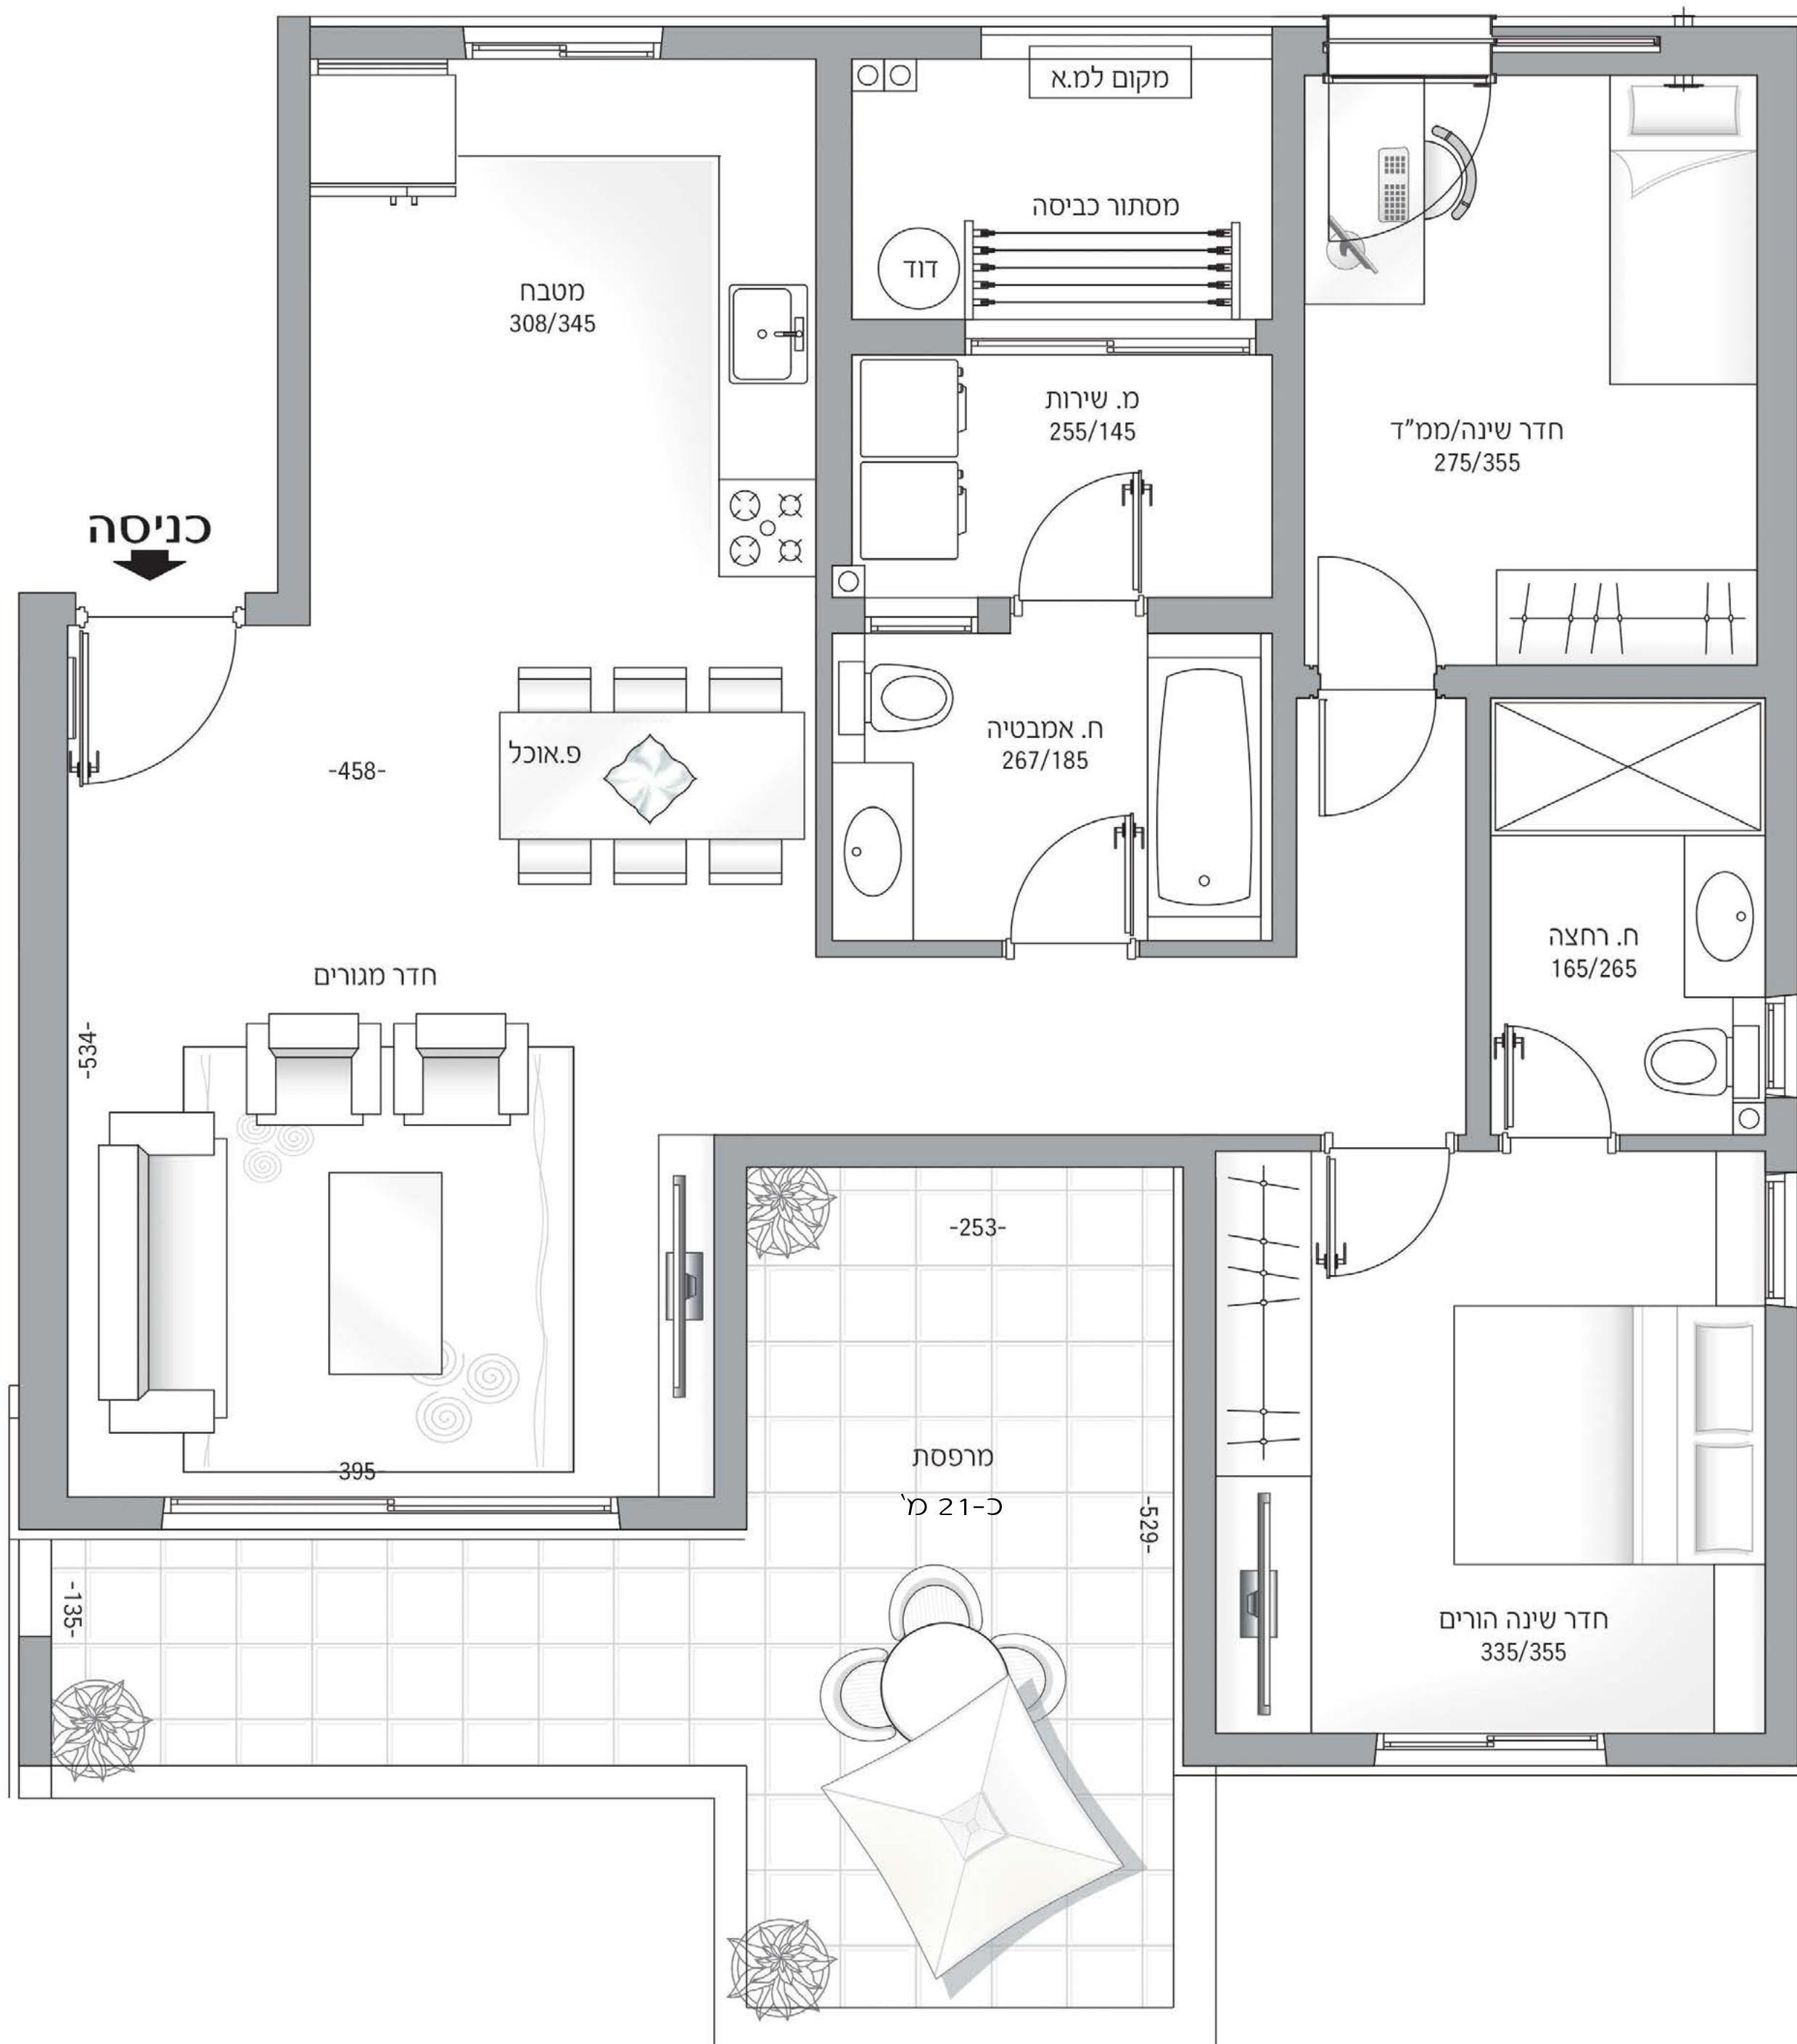 מקום למ.א
מסתור כביסה
דוד
מטבח
308/345
מ. שירות
255/145
חדר שינה/ממ"ד
275/355
כניסה
פ.אוכל
-458-
ח. אמבטיה
267/185
ח. רחצה
165/265
חדר מגורים
-534-
-253-
-395-
מרפסת
כ-21 מ'
-529-
-135-
חדר שינה הורים
335/355